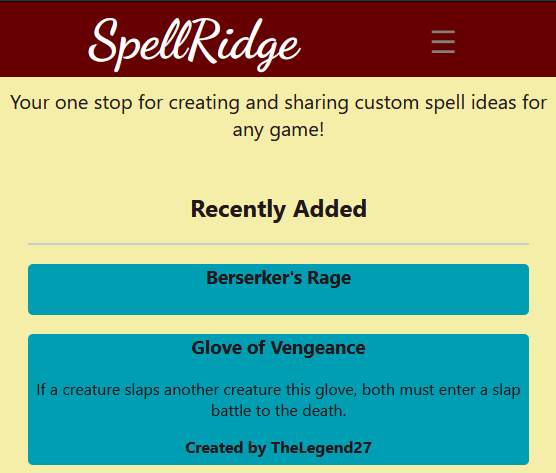 SpellRidge
Your one stop for creating and sharing custom spell ideas for
any game!
Recently Added
Berserker's Rage
Glove of Vengeance
If a creature slaps another creature this glove, both must enter a slap
battle to the death.
Created by TheLegend27